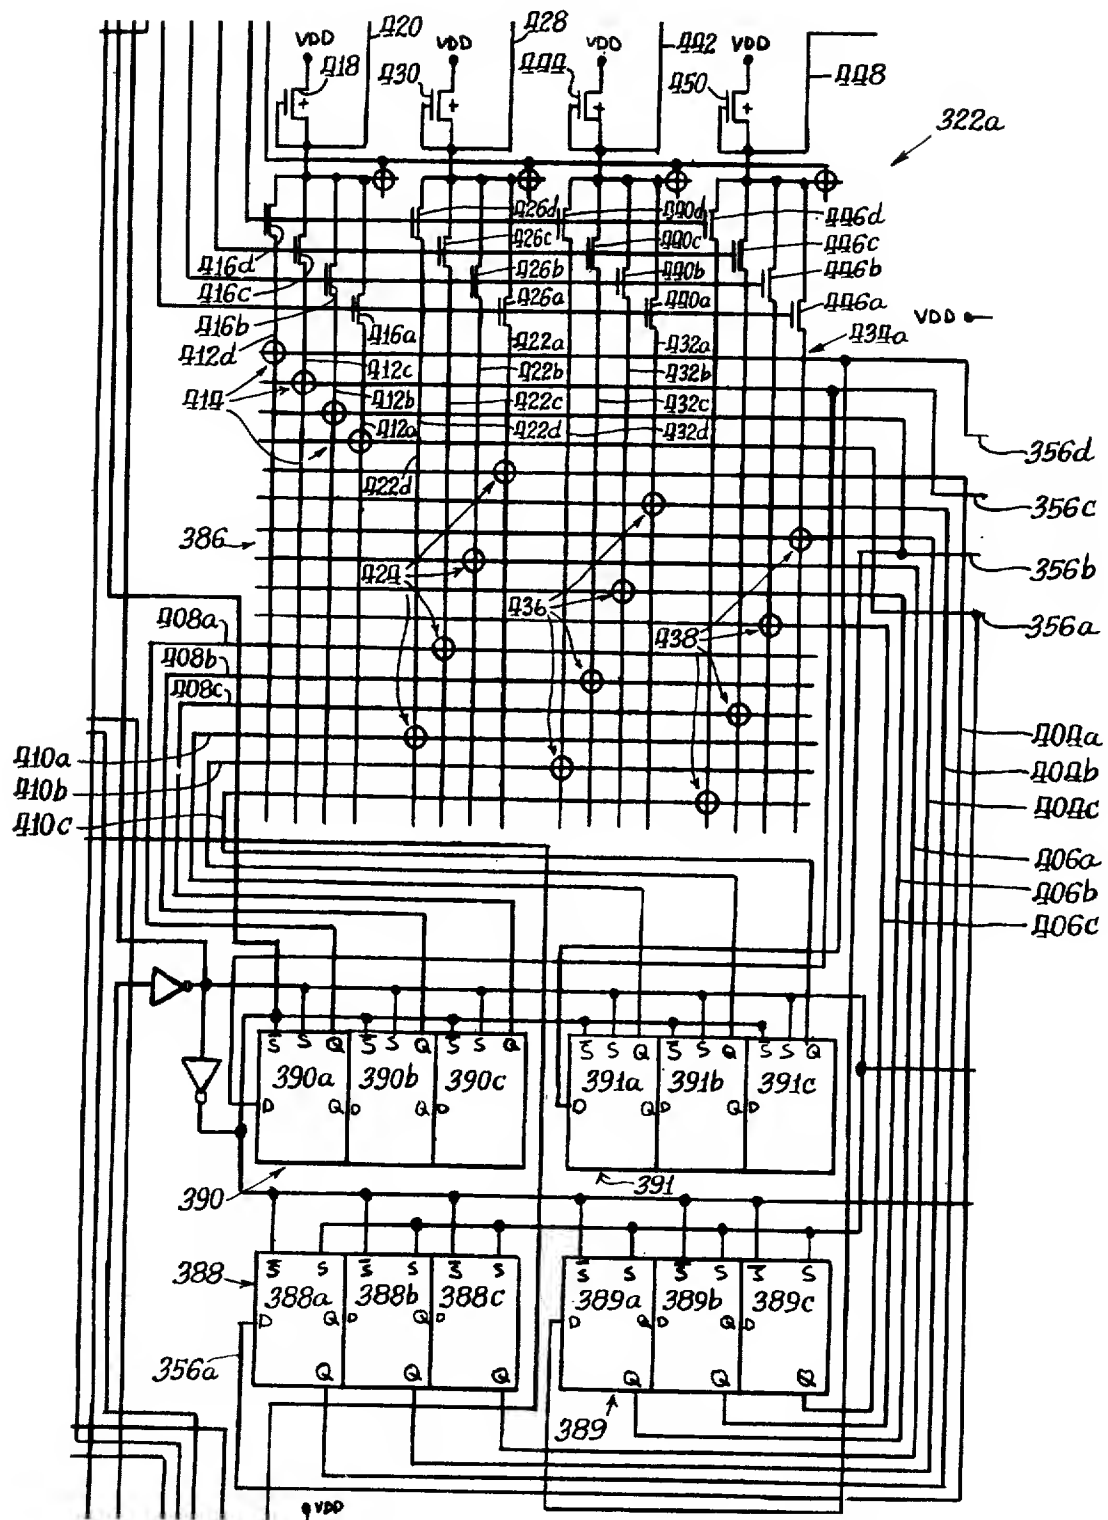 420
428
442
VDD
VDD
VDD
VDD
418
430
444
450
448
322a
426d
440d
446d
426c
440c
446c
416d
426b
440b
446b
416c
426a
440a
446a
416b
416a
422a
432a
434a
VDD
412d
412c
422b
432b
414
412b
422c
432c
412a
422d
432d
356d
422d
356c
386
424
356b
436
438
356a
408a
408b
408c
410a
404a
410b
404b
410c
404c
406a
406b
406c
S̅ S Q S̅ Q S̅ S Q
S̅ S Q S̅ S Q S̅ S Q
390a 390b 390c
391a 391b 391c
D Q D Q D
D Q D Q D
390
391
388
S̅ S S̅ S S̅ S
S̅ S S̅ S S̅ S
388a 388b 388c
389a 389b 389c
D Q D Q D
D Q D Q D
356a
Q Q Q
Q Q Q
389
VDD